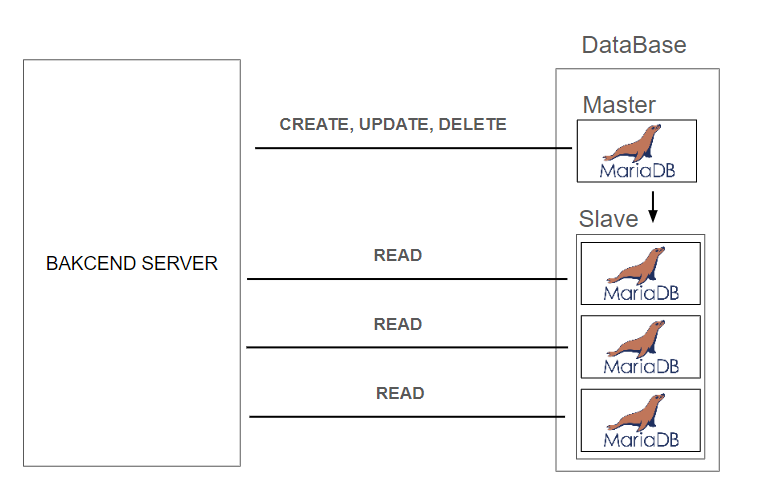 DataBase
Master
CREATE, UPDATE, DELETE
MariaDB
Slave
BAKCEND SERVER
READ
MariaDB
READ
MariaDB
READ
MariaDB